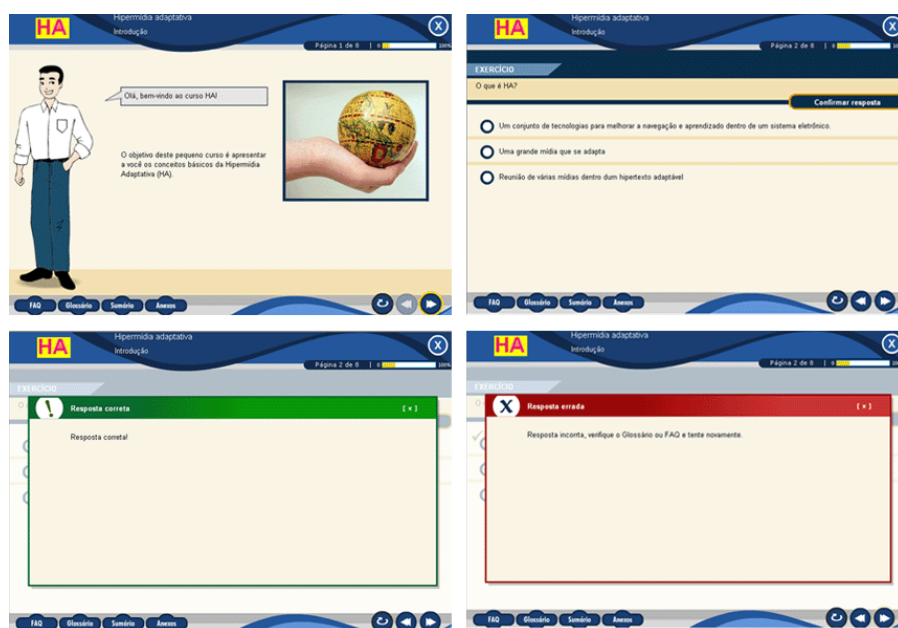 HA
Hipermídia adaptativa
Introdução
X
Página 1 de 8 | 0 100%
Olá, bem-vindo ao curso HA!
O objetivo deste pequeno curso é apresentar
a você os conceitos básicos da Hipermídia
Adaptativa (HA).
FAQ Glossário Sumário Anexos
HA
Hipermídia adaptativa
Introdução
X
Página 2 de 8 | 0
EXERCÍCIO
O que é HA?
Confirmar resposta
Um conjunto de tecnologias para melhorar a navegação e aprendizado dentro de um sistema eletrônico.
Uma grande mídia que se adapta
Reunião de várias mídias dentro dum hipertexto adaptável
FAQ Glossário Sumário Anexos
HA
Hipermídia adaptativa
Introdução
X
Página 2 de 8 | 0 100%
EXERCÍCIO
Resposta correta [x]
Resposta correta!
FAQ Glossário Sumário Anexos
HA
Hipermídia adaptativa
Introdução
X
Página 2 de 8 | 0
EXERCÍCIO
X Resposta errada [x]
Resposta inconta, verifique o Glossário ou FAQ e tente novamente.
FAQ Glossário Sumário Anexos